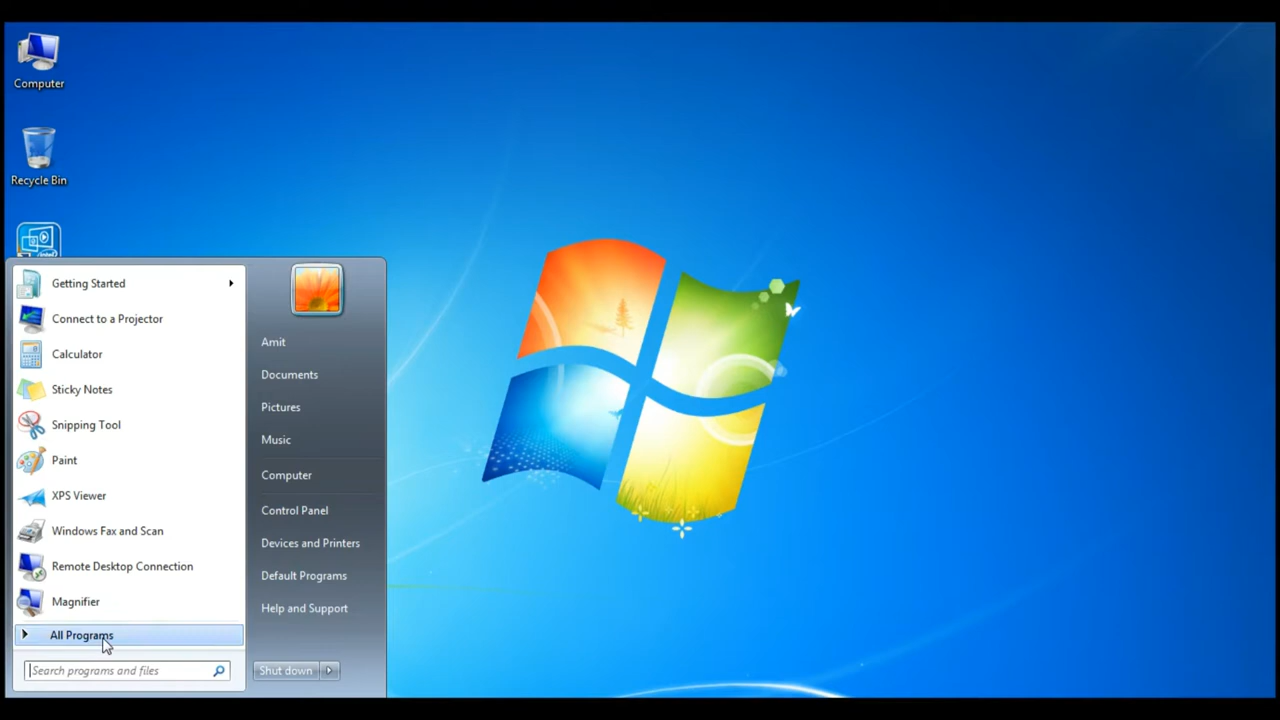 Computer
Recycle Bin
Getting Started
Connect to a Projector
Calculator
Sticky Notes
Snipping Tool
Paint
XPS Viewer
Windows Fax and Scan
Remote Desktop Connection
Magnifier
All Programs
Search programs and files
Amit
Documents
Pictures
Music
Computer
Control Panel
Devices and Printers
Default Programs
Help and Support
Shut down